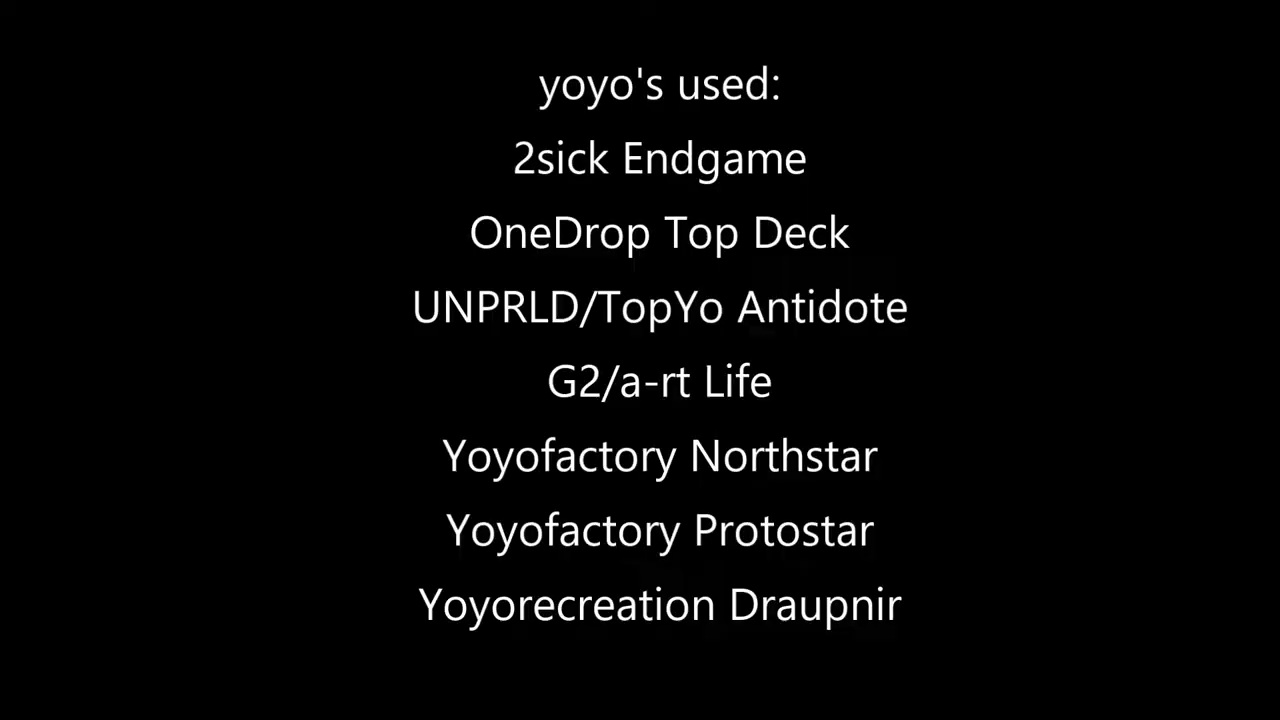 yoyo's used:
2sick Endgame
OneDrop Top Deck
UNPRLD/TopYo Antidote
G2/a-rt Life
Yoyofactory Northstar
Yoyofactory Protostar
Yoyorecreation Draupnir